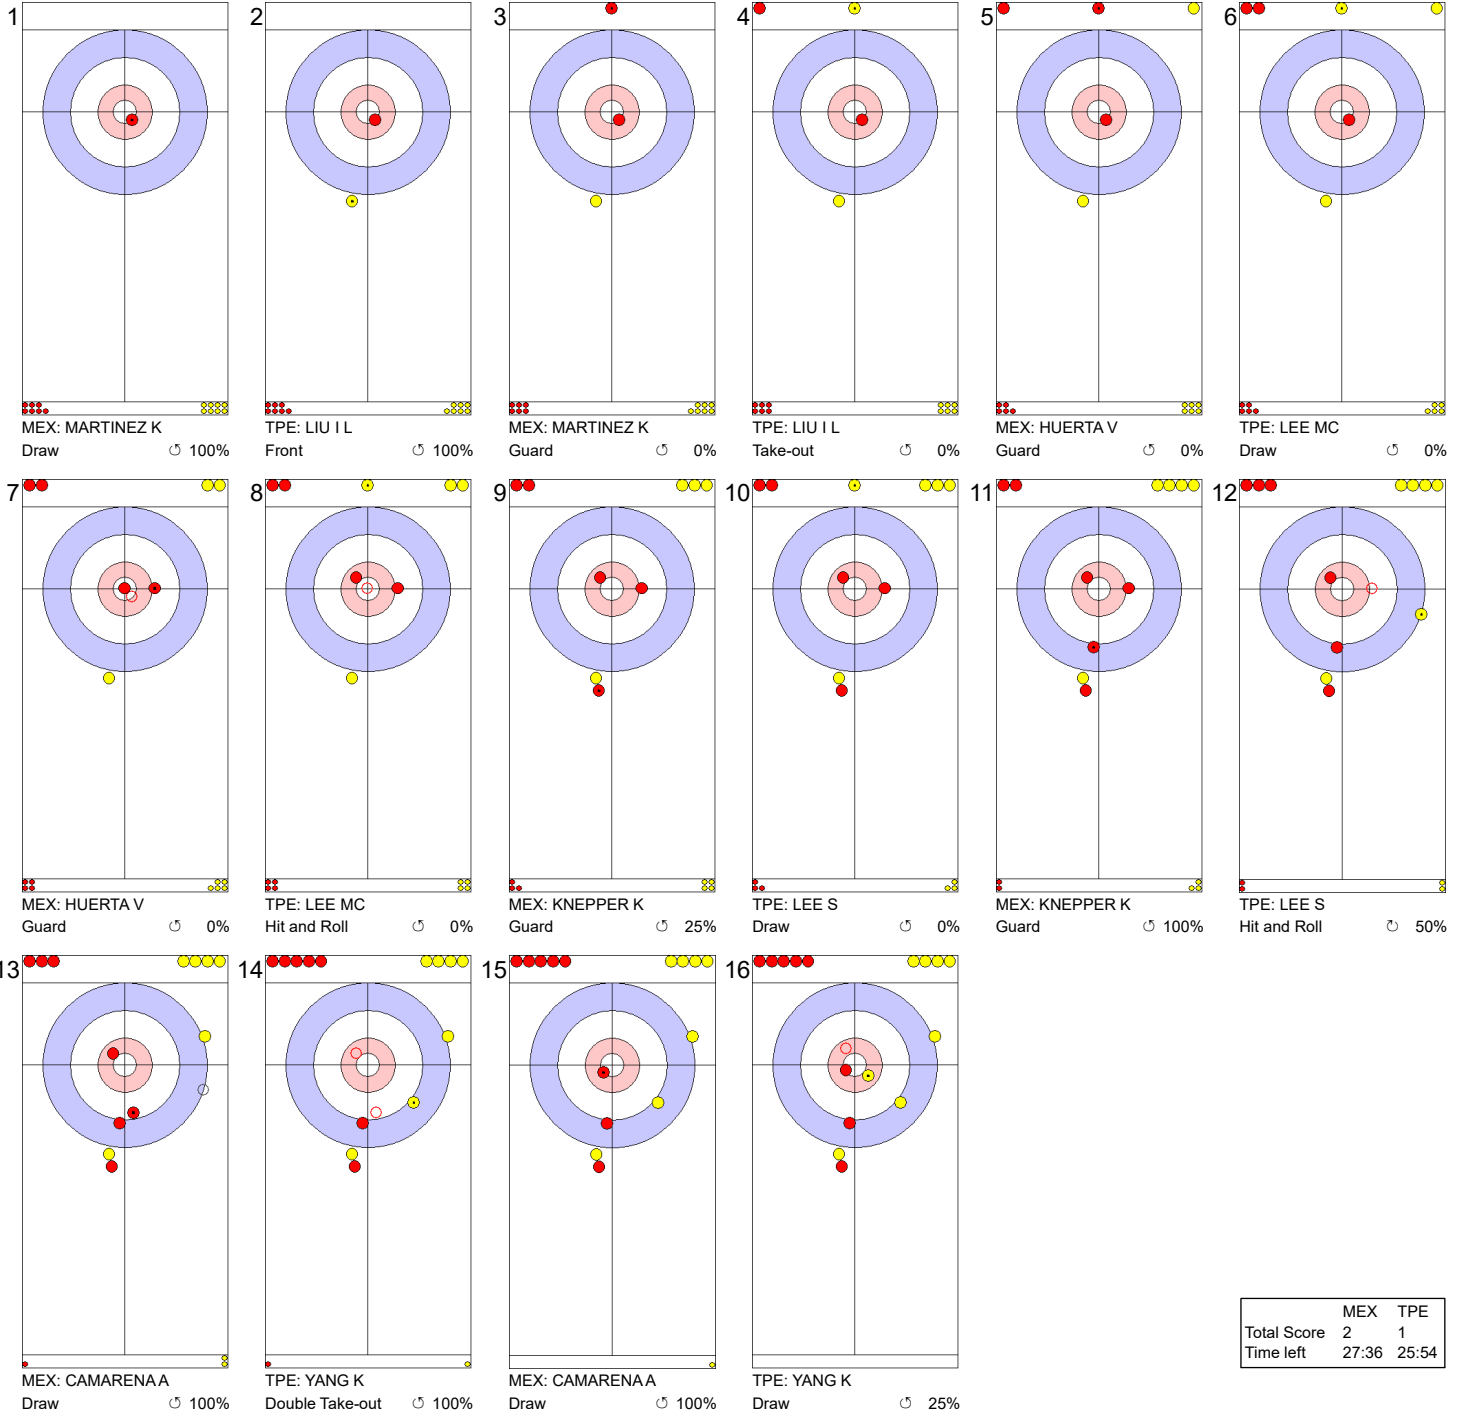 1 2 3 4 5 6
MEX: MARTINEZ K TPE: LIU I L MEX: MARTINEZ K TPE: LIU I L MEX: HUERTA V TPE: LEE MC
Draw ↺ 100% Front ↺ 100% Guard ↺ 0% Take-out ↺ 0% Guard ↺ 0% Draw ↺ 0%
7 8 9 10 11 12
MEX: HUERTA V TPE: LEE MC MEX: KNEPPER K TPE: LEE S MEX: KNEPPER K TPE: LEE S
Guard ↺ 0% Hit and Roll ↺ 0% Guard ↺ 25% Draw ↺ 0% Guard ↺ 100% Hit and Roll ↻ 50%
13 14 15 16
MEX: CAMARENA A TPE: YANG K MEX: CAMARENA A TPE: YANG K
Draw ↺ 100% Double Take-out ↺ 100% Draw ↺ 100% Draw ↺ 25%
MEX TPE
Total Score 2 1
Time left 27:36 25:54